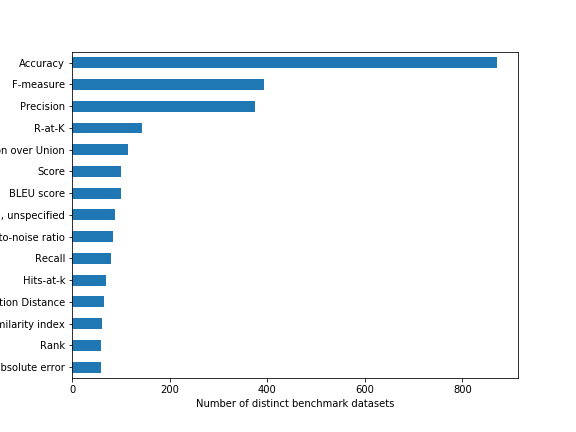 Accuracy
F-measure
Precision
R-at-K
n over Union
Score
BLEU score
, unspecified
to-noise ratio
Recall
Hits-at-k
tion Distance
milarity index
Rank
bsolute error
0 200 400 600 800
Number of distinct benchmark datasets